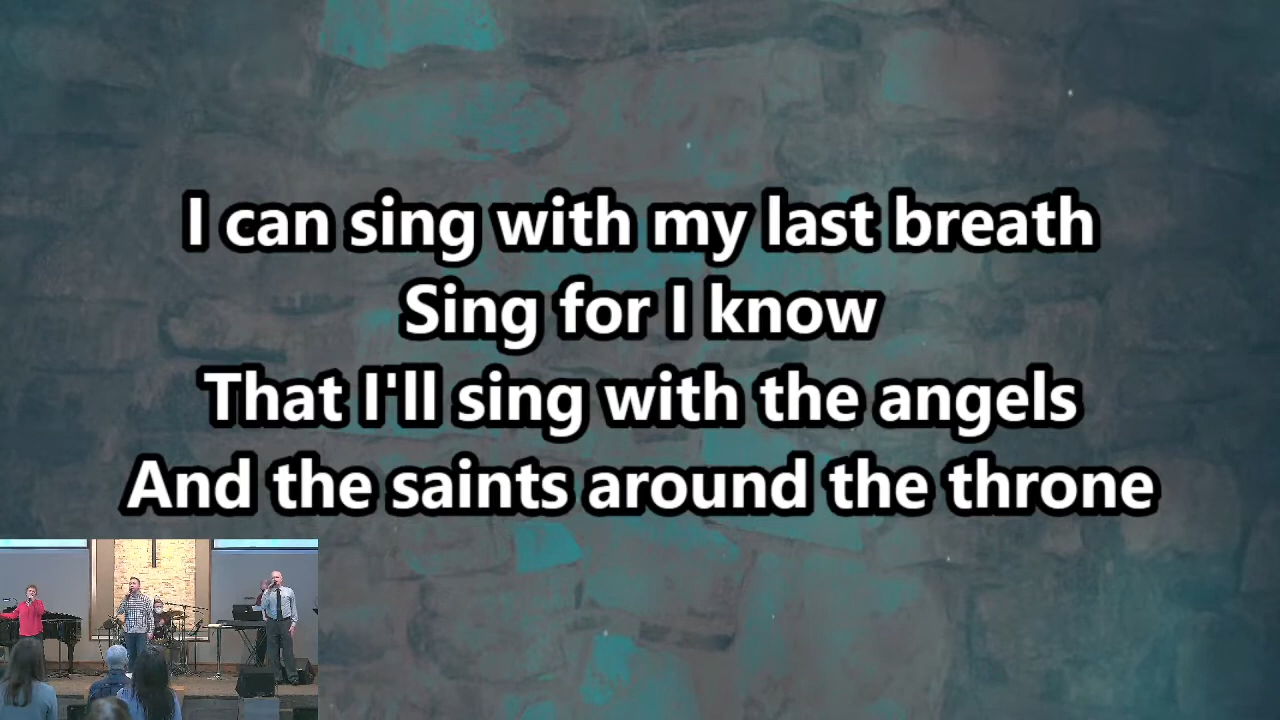 I can sing with my last breath
Sing for I know
That I'll sing with the angels
And the saints around the throne